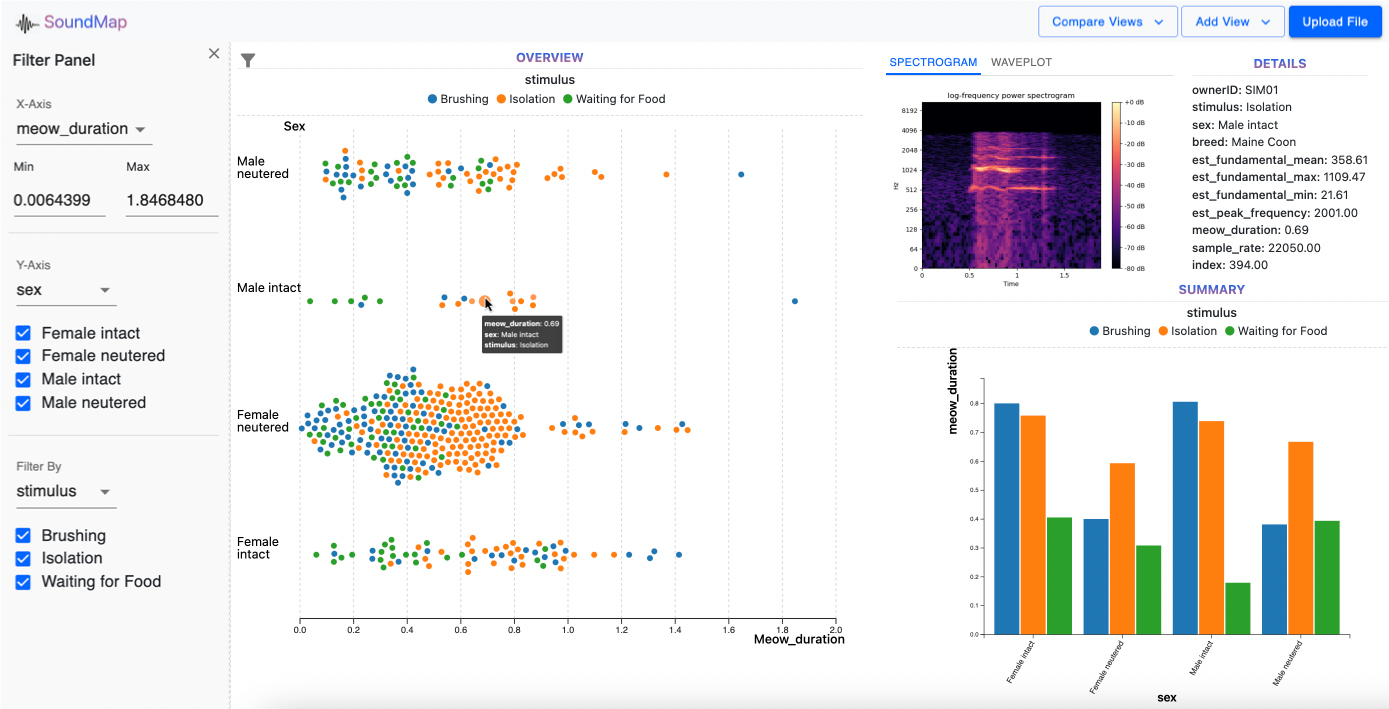 SoundMap
Compare Views
Add View
Upload File
Filter Panel
X-Axis
meow_duration
Min Max
0.0064399 1.8468480
Y-Axis
sex
Female intact
Female neutered
Male intact
Male neutered
Filter By
stimulus
Brushing
Isolation
Waiting for Food
OVERVIEW
stimulus
Brushing Isolation Waiting for Food
Sex
Male
neutered
Male intact
meow_duration: 0.69
sex: Male intact
stimulus: Isolation
Female
neutered
Female
intact
0.0 0.2 0.4 0.6 0.8 1.0 1.2 1.4 1.6 1.8 2.0
Meow_duration
SPECTROGRAM WAVEPLOT
log-frequency power spectrogram
8192
4096
2048
1024
512
256
128
64
0
Hz
0 0.5 1 1.5
Time
+0 dB
-10 dB
-20 dB
-30 dB
-40 dB
-50 dB
-60 dB
-70 dB
-80 dB
DETAILS
ownerID: SIM01
stimulus: Isolation
sex: Male intact
breed: Maine Coon
est_fundamental_mean: 358.61
est_fundamental_max: 1109.47
est_fundamental_min: 21.61
est_peak_frequency: 2001.00
meow_duration: 0.69
sample_rate: 22050.00
index: 394.00
SUMMARY
stimulus
Brushing Isolation Waiting for Food
meow_duration
0.8
0.7
0.6
0.5
0.4
0.3
0.2
0.1
0.0
Female intact
Female neutered
Male intact
Male neutered
sex